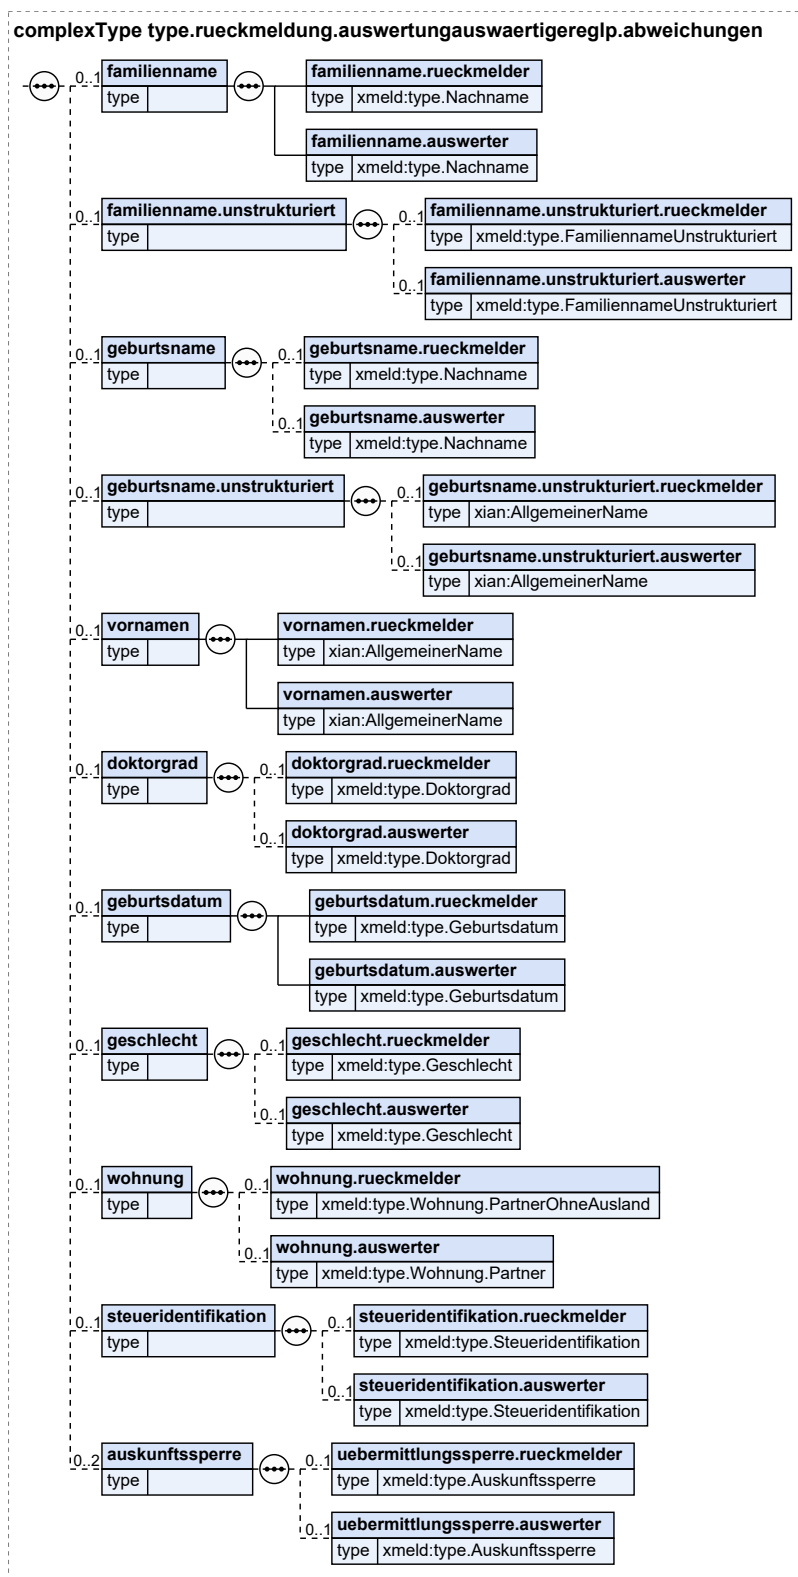 complexType type.rueckmeldung.auswertungauswaertigereglp.abweichungen
0..1 familienname
type
familienname.rueckmelder
type xmeld:type.Nachname
familienname.auswerter
type xmeld:type.Nachname
0..1 familienname.unstrukturiert
type
0..1 familienname.unstrukturiert.rueckmelder
type xmeld:type.FamiliennameUnstrukturiert
0..1 familienname.unstrukturiert.auswerter
type xmeld:type.FamiliennameUnstrukturiert
0..1 geburtsname
type
0..1 geburtsname.rueckmelder
type xmeld:type.Nachname
0..1 geburtsname.auswerter
type xmeld:type.Nachname
0..1 geburtsname.unstrukturiert
type
0..1 geburtsname.unstrukturiert.rueckmelder
type xian:AllgemeinerName
0..1 geburtsname.unstrukturiert.auswerter
type xian:AllgemeinerName
0..1 vornamen
type
vornamen.rueckmelder
type xian:AllgemeinerName
vornamen.auswerter
type xian:AllgemeinerName
0..1 doktorgrad
type
0..1 doktorgrad.rueckmelder
type xmeld:type.Doktorgrad
0..1 doktorgrad.auswerter
type xmeld:type.Doktorgrad
0..1 geburtsdatum
type
geburtsdatum.rueckmelder
type xmeld:type.Geburtsdatum
geburtsdatum.auswerter
type xmeld:type.Geburtsdatum
0..1 geschlecht
type
0..1 geschlecht.rueckmelder
type xmeld:type.Geschlecht
0..1 geschlecht.auswerter
type xmeld:type.Geschlecht
0..1 wohnung
type
0..1 wohnung.rueckmelder
type xmeld:type.Wohnung.PartnerOhneAusland
0..1 wohnung.auswerter
type xmeld:type.Wohnung.Partner
0..1 steueridentifikation
type
0..1 steueridentifikation.rueckmelder
type xmeld:type.Steueridentifikation
0..1 steueridentifikation.auswerter
type xmeld:type.Steueridentifikation
0..2 auskunftssperre
type
0..1 uebermittlungssperre.rueckmelder
type xmeld:type.Auskunftssperre
0..1 uebermittlungssperre.auswerter
type xmeld:type.Auskunftssperre